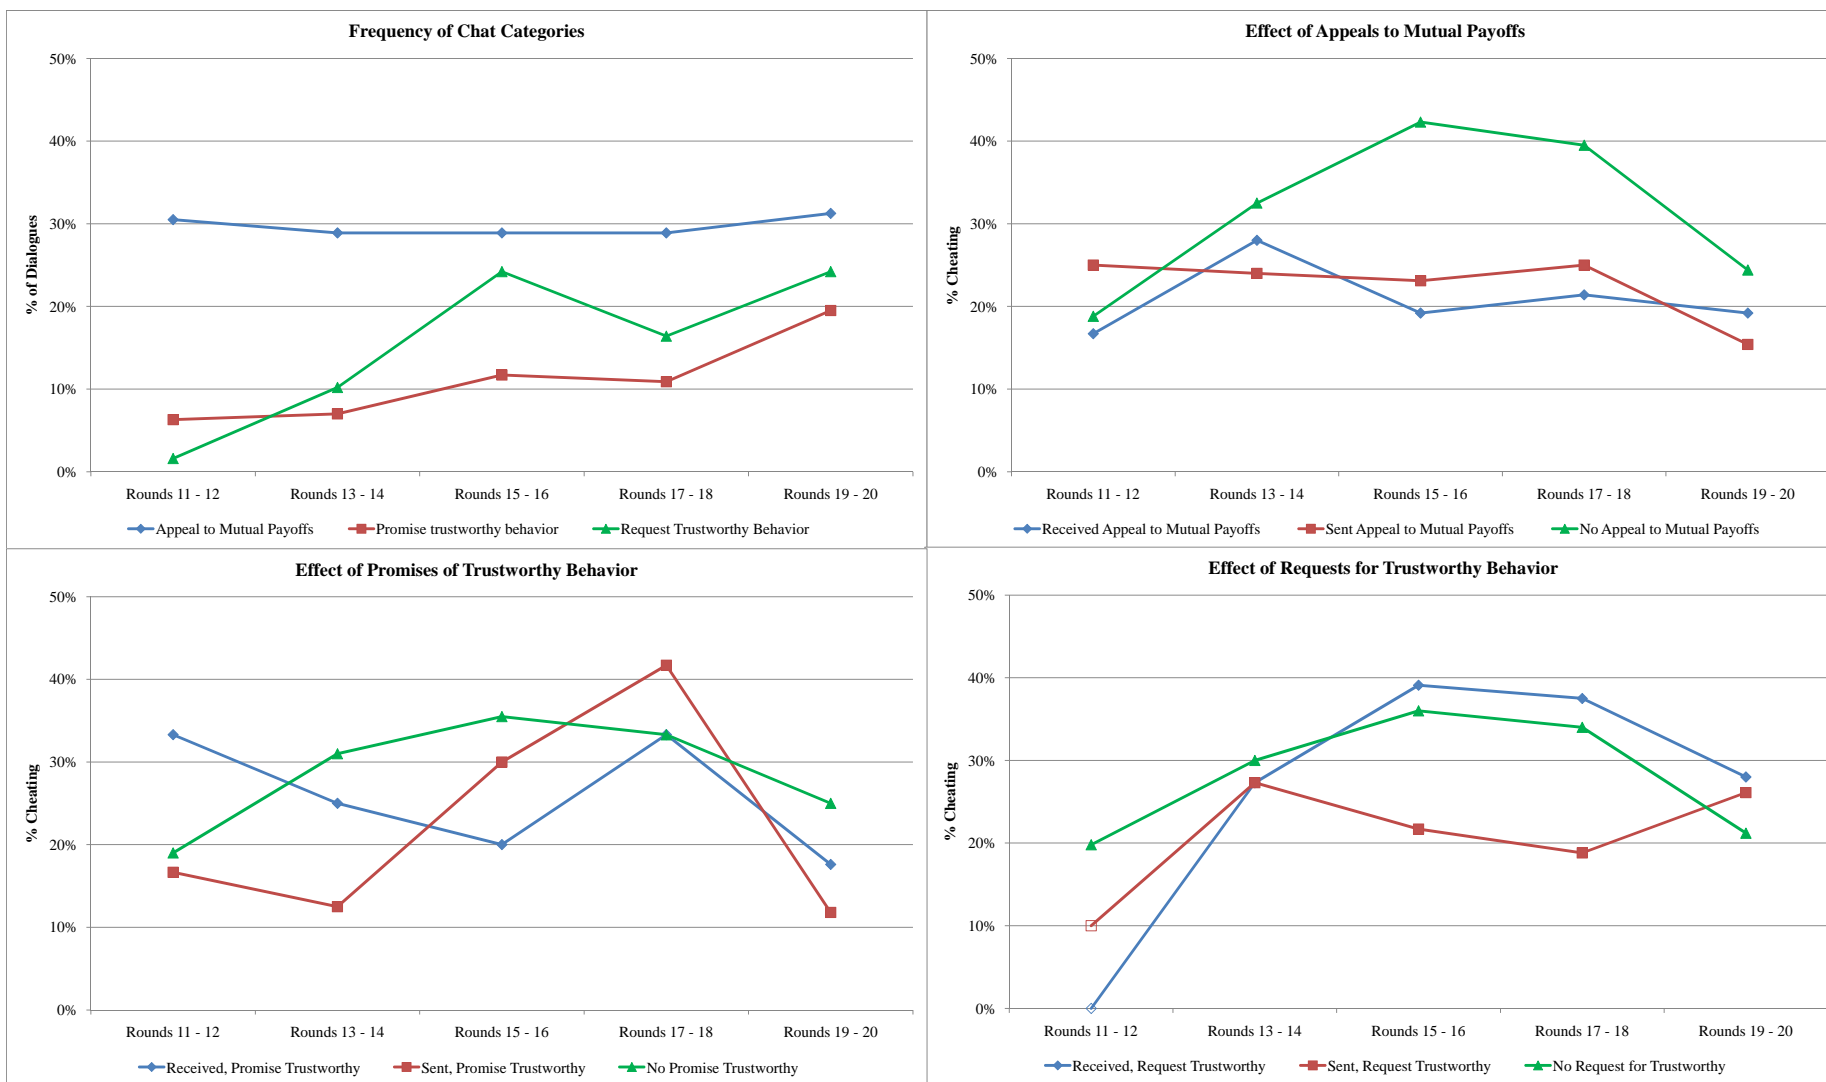 Frequency of Chat Categories
% of Dialogues
50%
40%
30%
20%
10%
0%
Rounds 11 - 12 Rounds 13 - 14 Rounds 15 - 16 Rounds 17 - 18 Rounds 19 - 20
Appeal to Mutual Payoffs Promise trustworthy behavior Request Trustworthy Behavior
Effect of Appeals to Mutual Payoffs
% Cheating
50%
40%
30%
20%
10%
0%
Rounds 11 - 12 Rounds 13 - 14 Rounds 15 - 16 Rounds 17 - 18 Rounds 19 - 20
Received Appeal to Mutual Payoffs Sent Appeal to Mutual Payoffs No Appeal to Mutual Payoffs
Effect of Promises of Trustworthy Behavior
% Cheating
50%
40%
30%
20%
10%
0%
Rounds 11 - 12 Rounds 13 - 14 Rounds 15 - 16 Rounds 17 - 18 Rounds 19 - 20
Received, Promise Trustworthy Sent, Promise Trustworthy No Promise Trustworthy
Effect of Requests for Trustworthy Behavior
% Cheating
50%
40%
30%
20%
10%
0%
Rounds 11 - 12 Rounds 13 - 14 Rounds 15 - 16 Rounds 17 - 18 Rounds 19 - 20
Received, Request Trustworthy Sent, Request Trustworthy No Request for Trustworthy